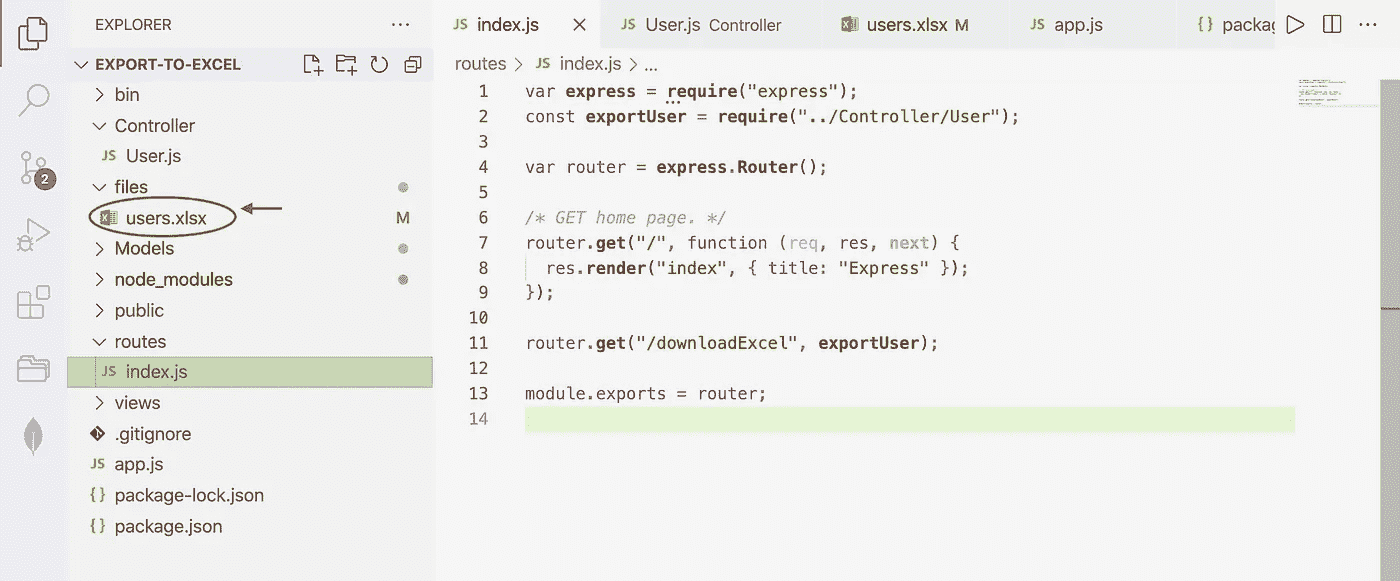 EXPLORER ...
EXPORT-TO-EXCEL
bin
Controller
JS User.js
files
users.xlsx M
Models
node_modules
public
routes
JS index.js
views
.gitignore
JS app.js
{} package-lock.json
{} package.json
2
JS index.js JS User.js Controller users.xlsx M JS app.js {} packag ...
routes > JS index.js > ...
1 var express = require("express");
2 const exportUser = require("../Controller/User");
3
4 var router = express.Router();
5
6 /* GET home page. */
7 router.get("/", function (req, res, next) {
8 res.render("index", { title: "Express" });
9 });
10
11 router.get("/downloadExcel", exportUser);
12
13 module.exports = router;
14